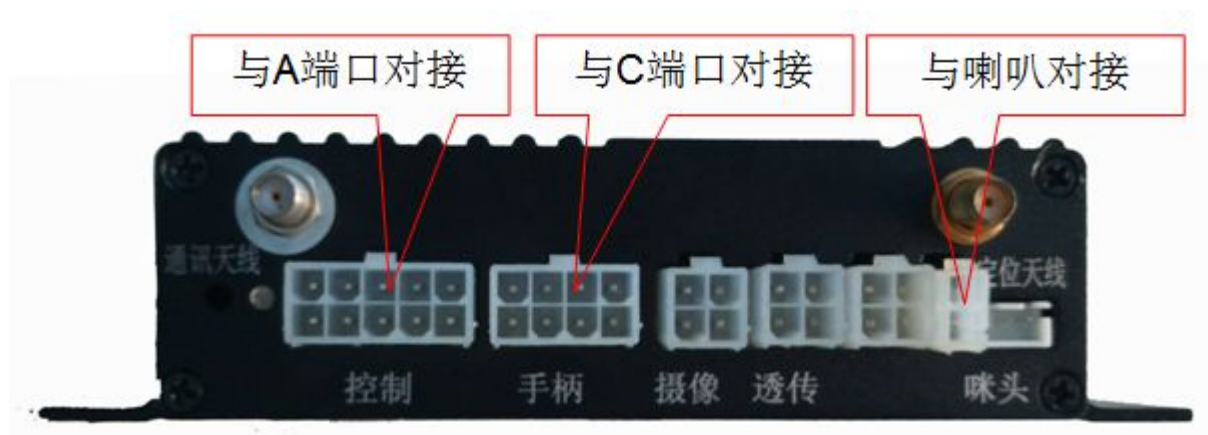 与A端口对接
与C端口对接
与喇叭对接
通讯天线
定位天线
控制
手柄
摄像
透传
咪头